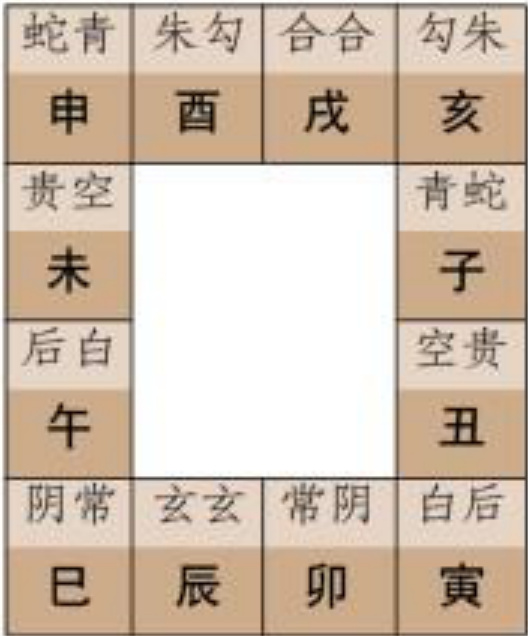 蛇青 朱勾 合合 勾朱
申 酉 戌 亥
贵空 青蛇
未 子
后白 空贵
午 丑
阴常 玄玄 常阴 白后
巳 辰 卯 寅